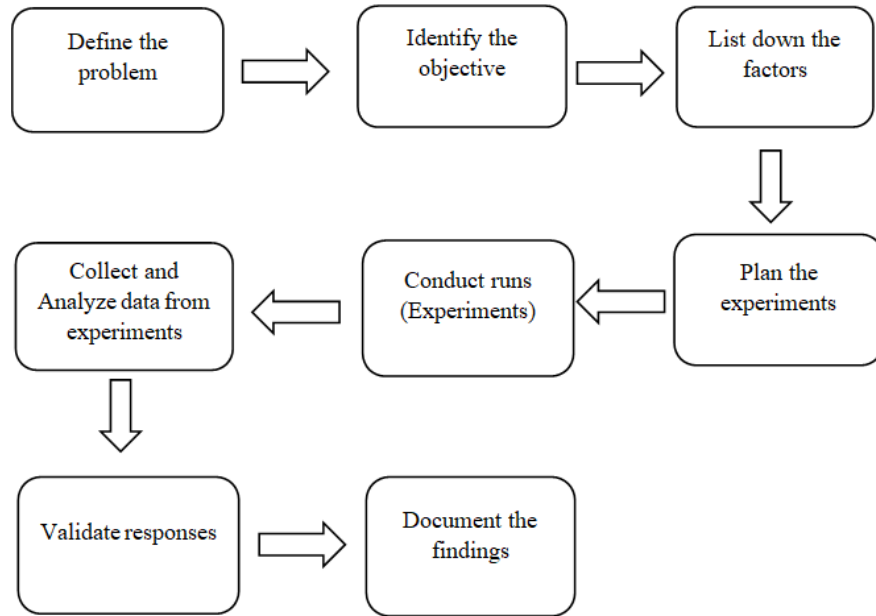 Define the
problem
Identify the
objective
List down the
factors
Plan the
experiments
Conduct runs
(Experiments)
Collect and
Analyze data from
experiments
Validate responses
Document the
findings